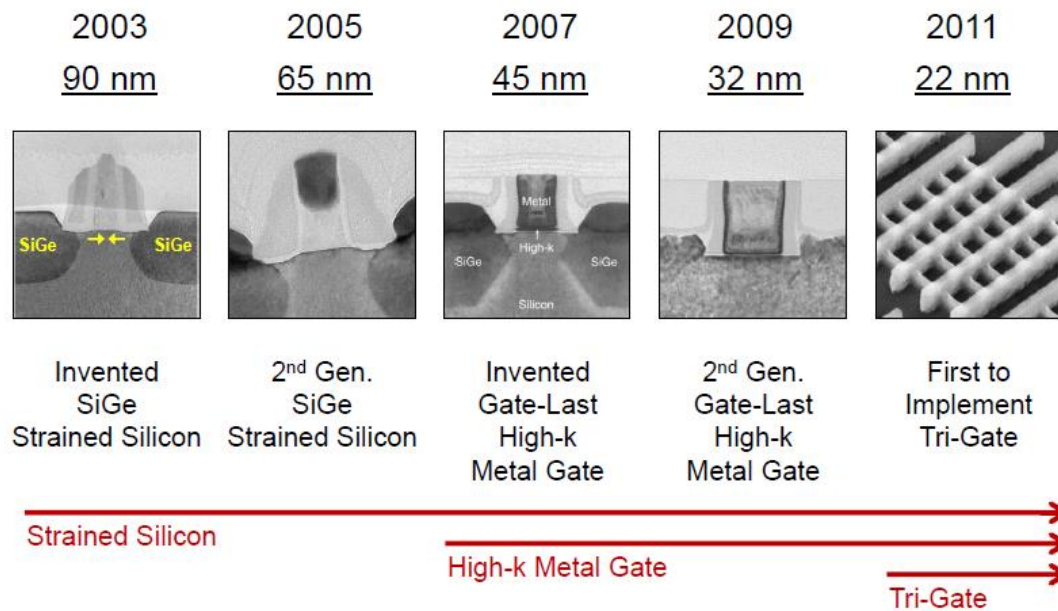 2003
90 nm
2005
65 nm
2007
45 nm
2009
32 nm
2011
22 nm
SiGe
SiGe
Metal
High-k
SiGe
SiGe
Silicon
Invented
SiGe
Strained Silicon
2nd Gen.
SiGe
Strained Silicon
Invented
Gate-Last
High-k
Metal Gate
2nd Gen.
Gate-Last
High-k
Metal Gate
First to
Implement
Tri-Gate
Strained Silicon
High-k Metal Gate
Tri-Gate